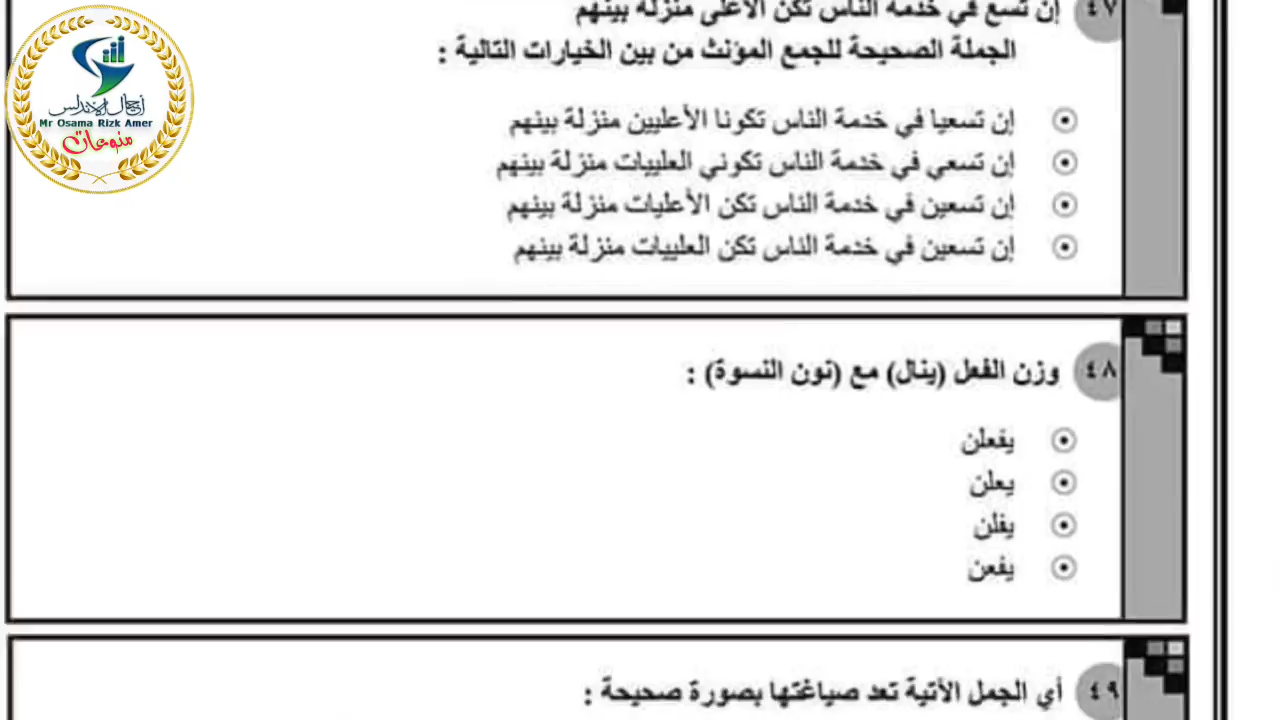 أجيال الأندلس
Mr Osama Rizk Amer
منوعات
٤٧ إن تسع في خدمة الناس تكن الأعلى منزلة بينهم
الجملة الصحيحة للجمع المؤنث من بين الخيارات التالية :
إن تسعيا في خدمة الناس تكونا الأعليين منزلة بينهم
إن تسعي في خدمة الناس تكوني العلييات منزلة بينهم
إن تسعين في خدمة الناس تكن الأعليات منزلة بينهم
إن تسعين في خدمة الناس تكن العلييات منزلة بينهم
٤٨ وزن الفعل (ينال) مع (نون النسوة) :
يفعلن
يعلن
يفلن
يفعن
٤٩ أي الجمل الأتية تعد صياغتها بصورة صحيحة :